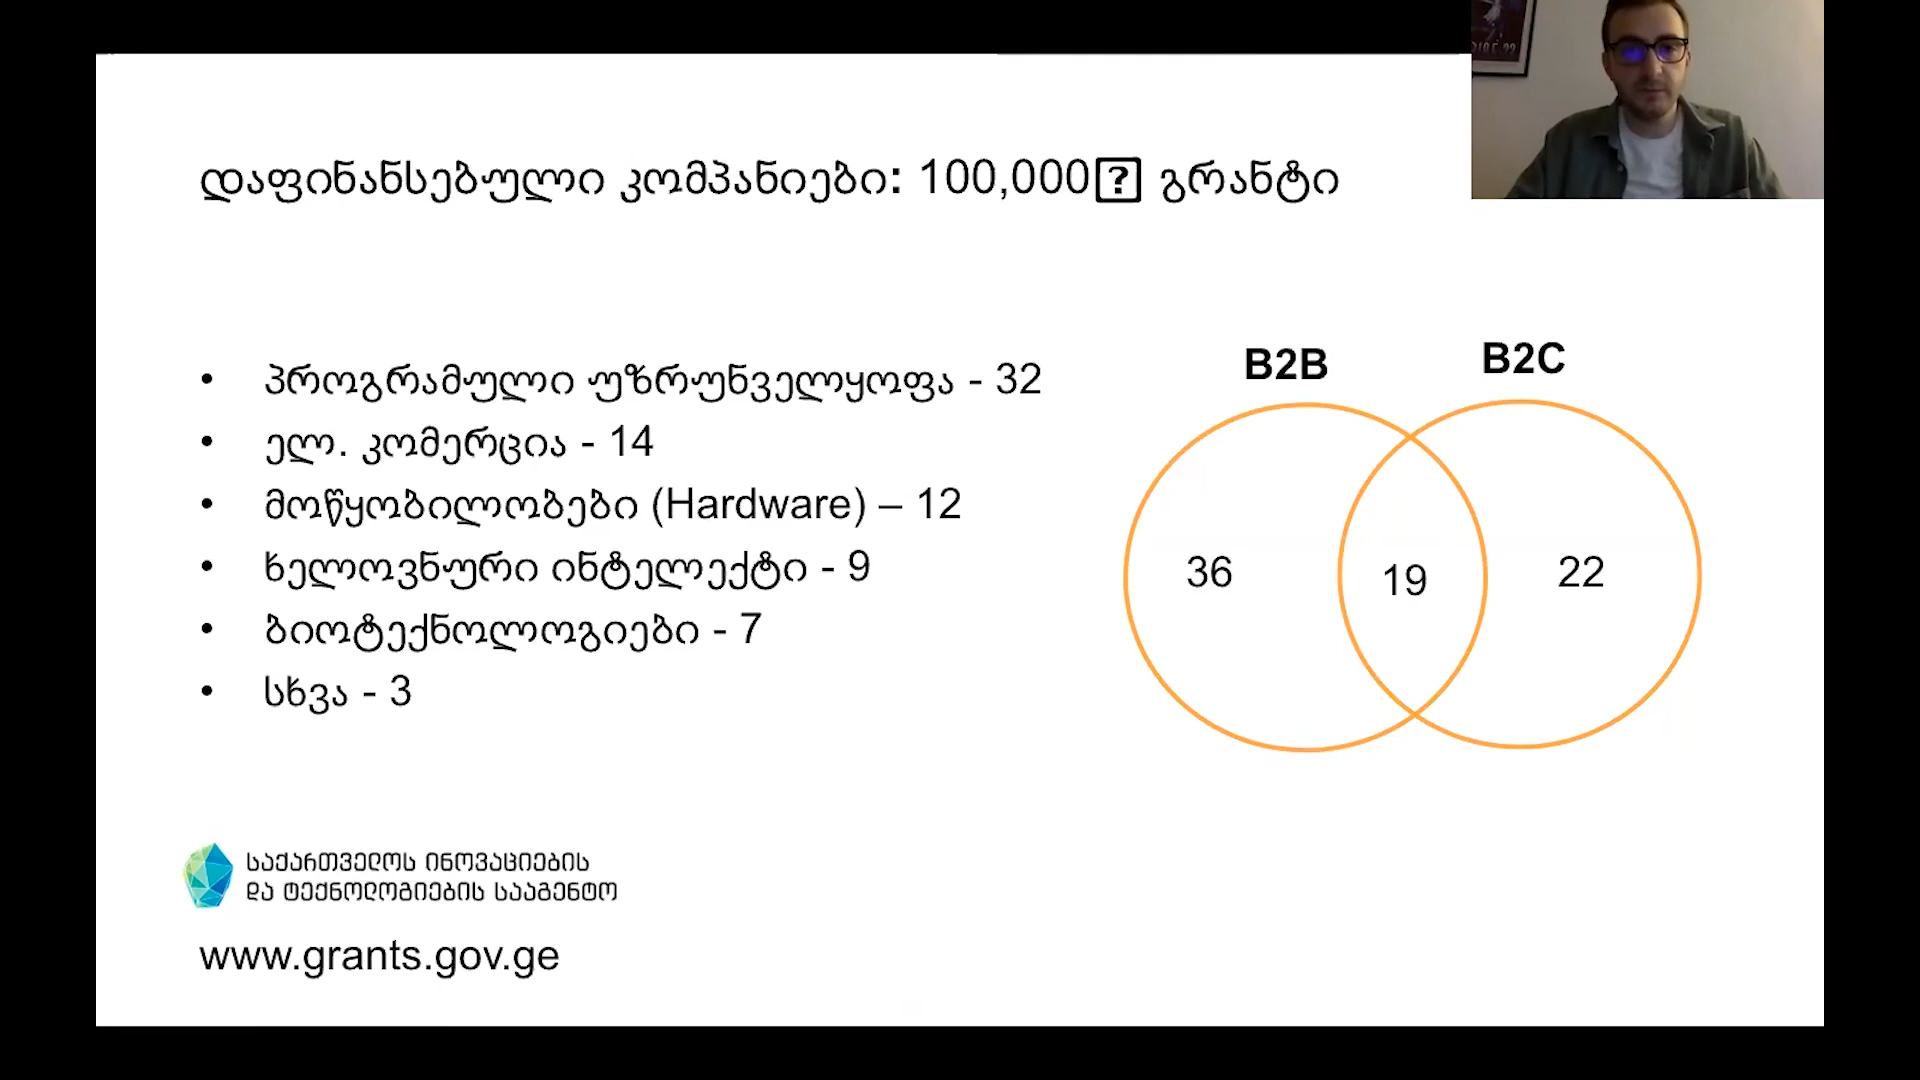 დაფინანსებული კომპანიები: 100,000 გრანტი
• პროგრამული უზრუნველყოფა - 32
• ელ. კომერცია - 14
• მოწყობილობები (Hardware) – 12
• ხელოვნური ინტელექტი - 9
• ბიოტექნოლოგიები - 7
• სხვა - 3
B2B
B2C
36
19
22
საქართველოს ინოვაციების
და ტექნოლოგიების სააგენტო
www.grants.gov.ge